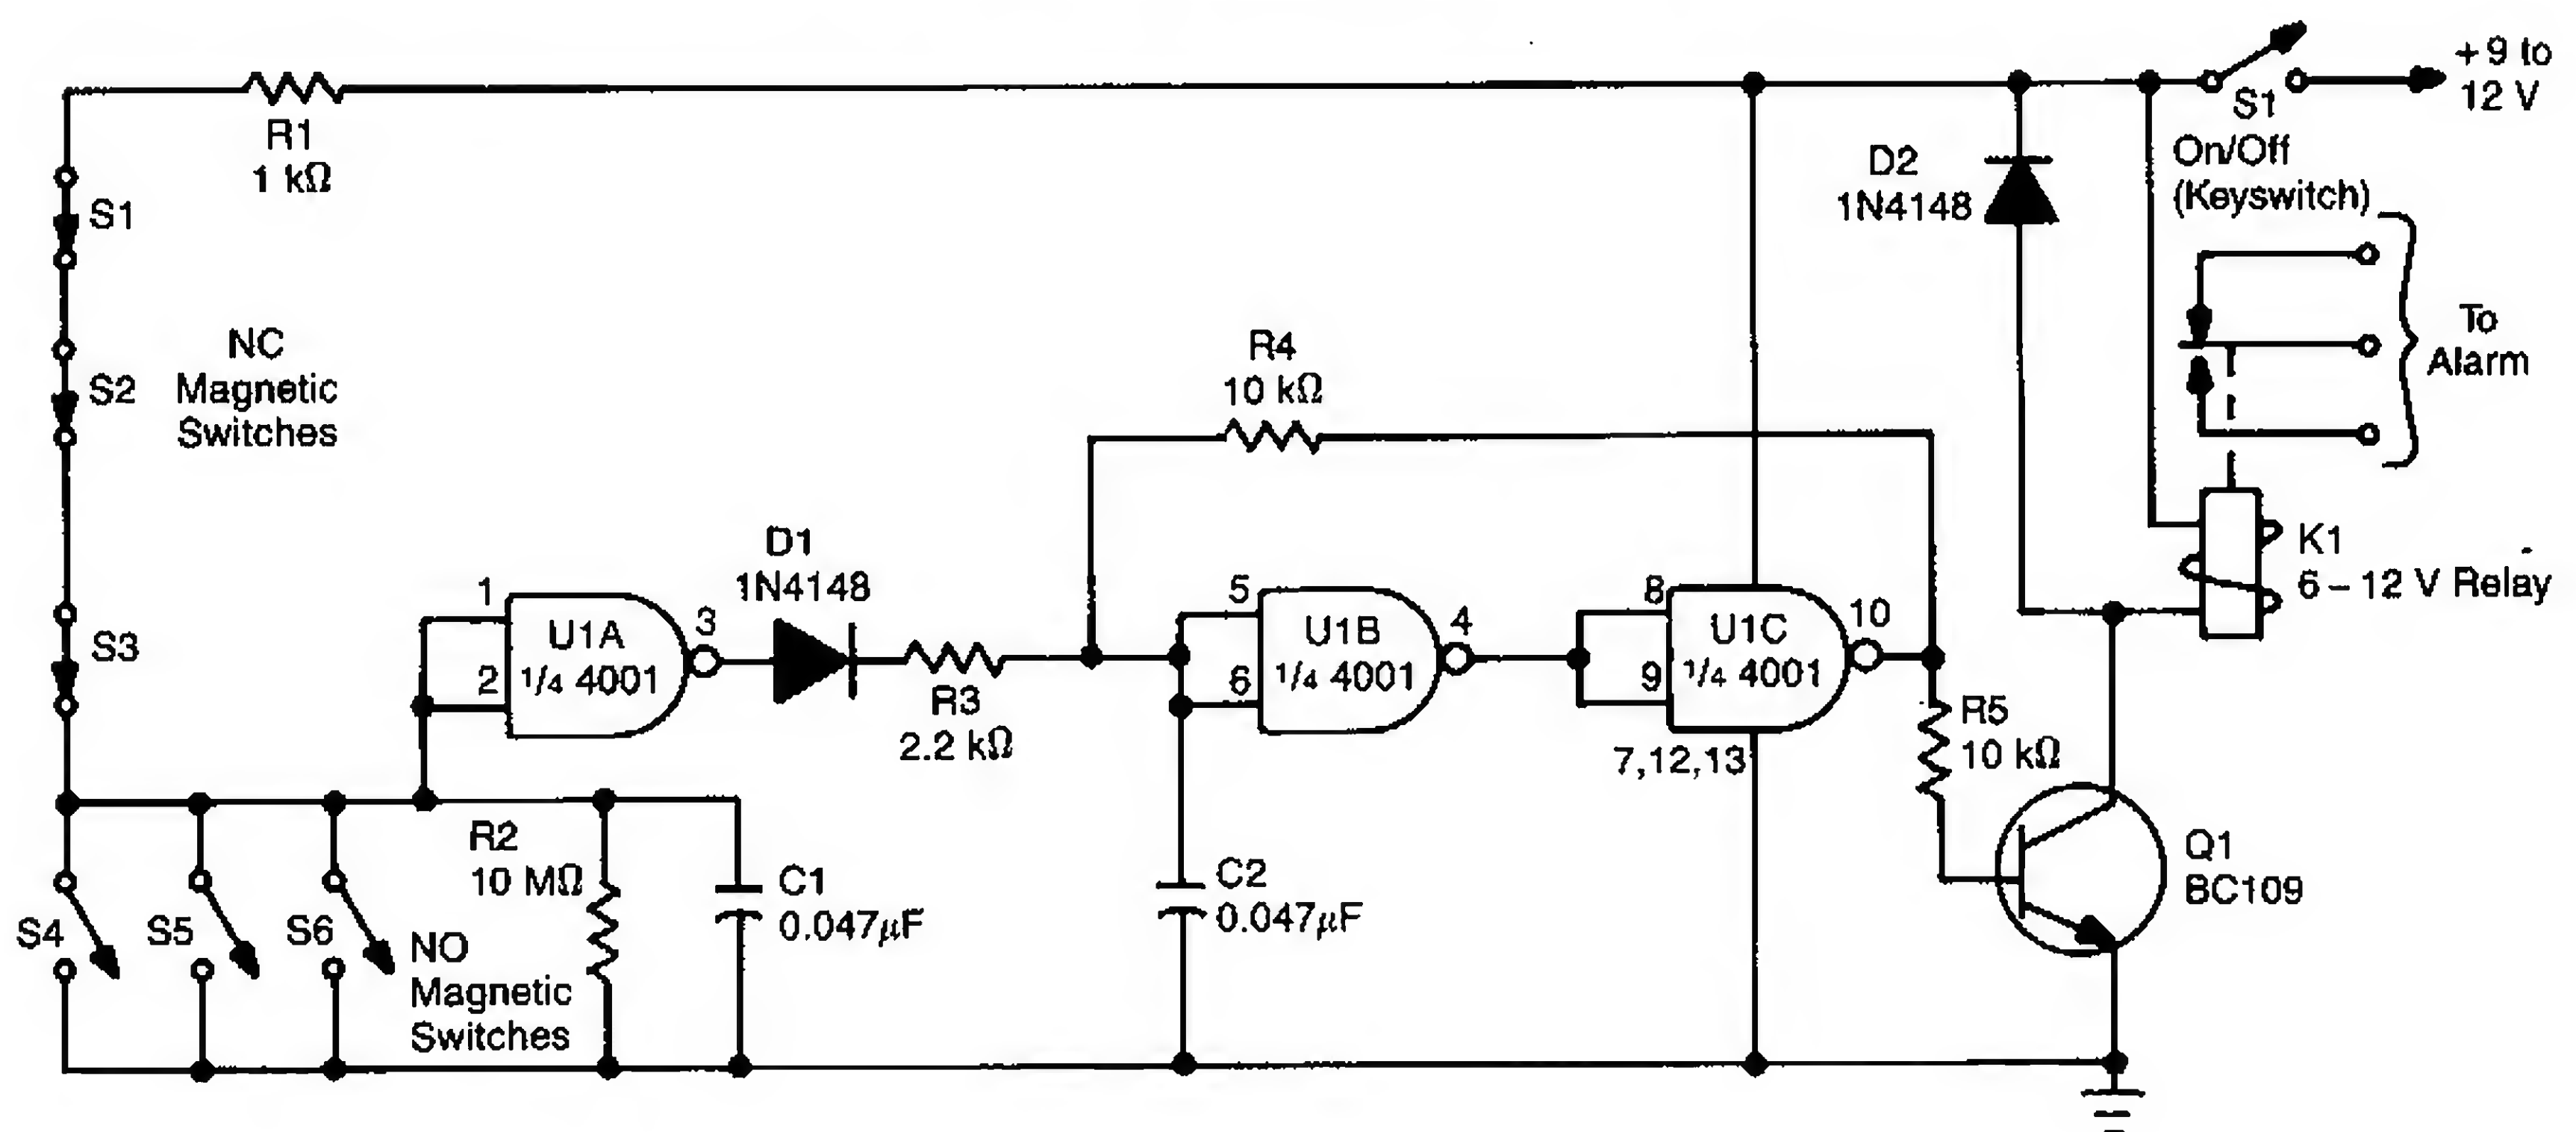 +9 to
12 V
S1
On/Off
(Keyswitch)
R1
1 kΩ
D2
1N4148
S1
NC
Magnetic
Switches
S2
To
Alarm
R4
10 kΩ
K1
6–12 V Relay
D1
1N4148
S3
1
2
U1A
1/4 4001
3
R3
2.2 kΩ
5
6
U1B
1/4 4001
4
8
9
U1C
1/4 4001
10
7,12,13
R5
10 kΩ
R2
10 MΩ
C1
0.047µF
C2
0.047µF
Q1
BC109
S4
S5
S6
NO
Magnetic
Switches